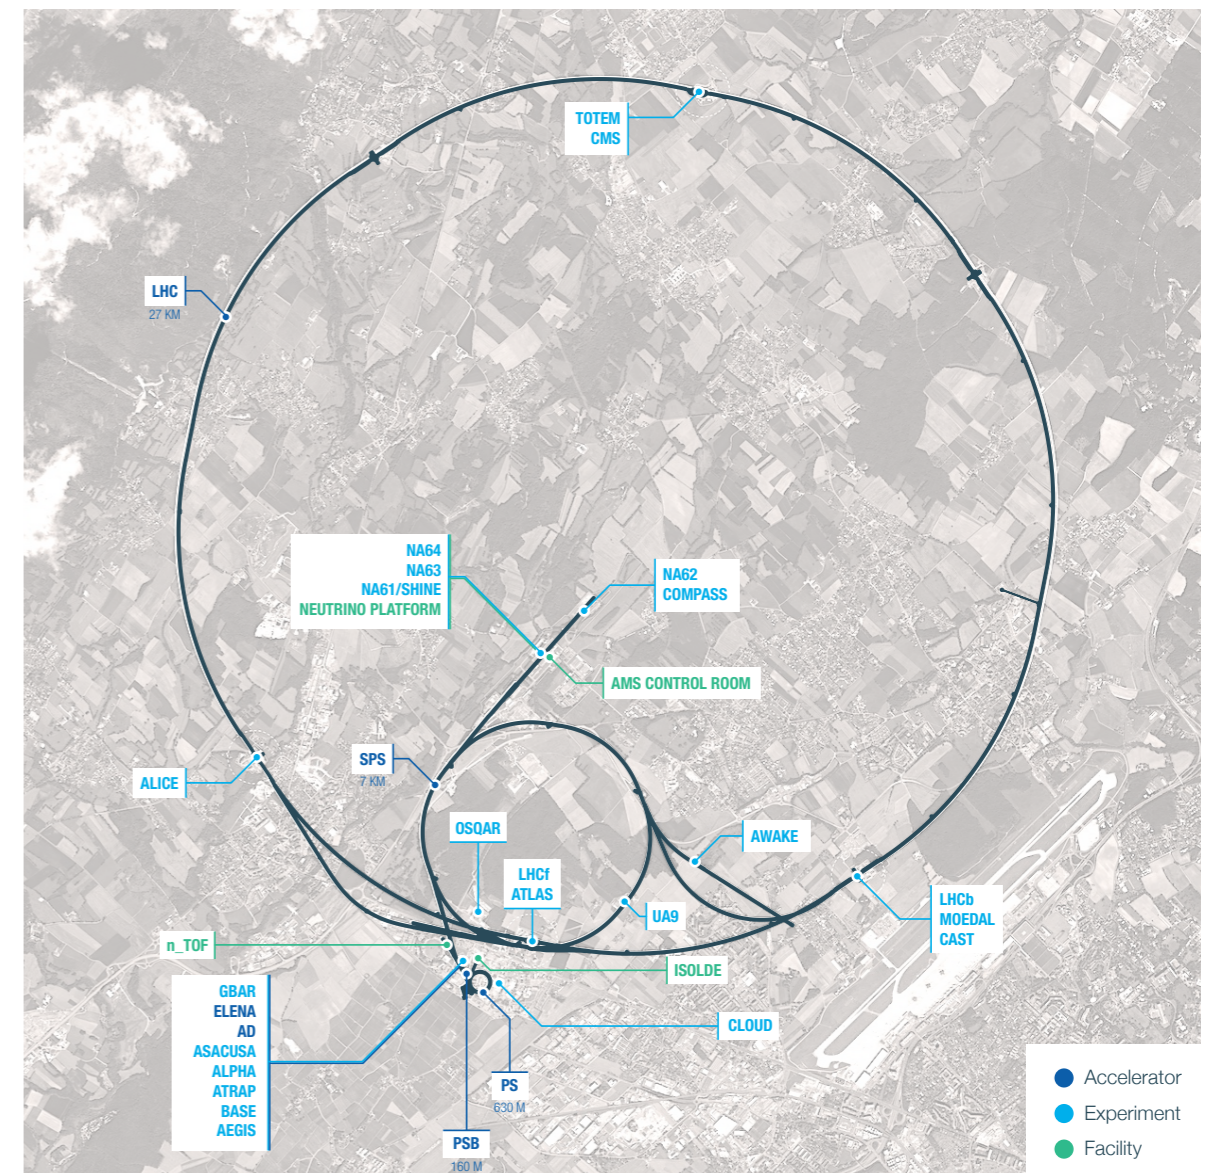 TOTEM
CMS
LHC
27 KM
NA64
NA63
NA61/SHINE
NEUTRINO PLATFORM
NA62
COMPASS
AMS CONTROL ROOM
SPS
7 KM
ALICE
OSQAR
AWAKE
LHCf
ATLAS
UA9
LHCb
MOEDAL
CAST
n_TOF
ISOLDE
GBAR
ELENA
AD
ASACUSA
ALPHA
ATRAP
BASE
AEGIS
CLOUD
PS
630 M
PSB
160 M
Accelerator
Experiment
Facility